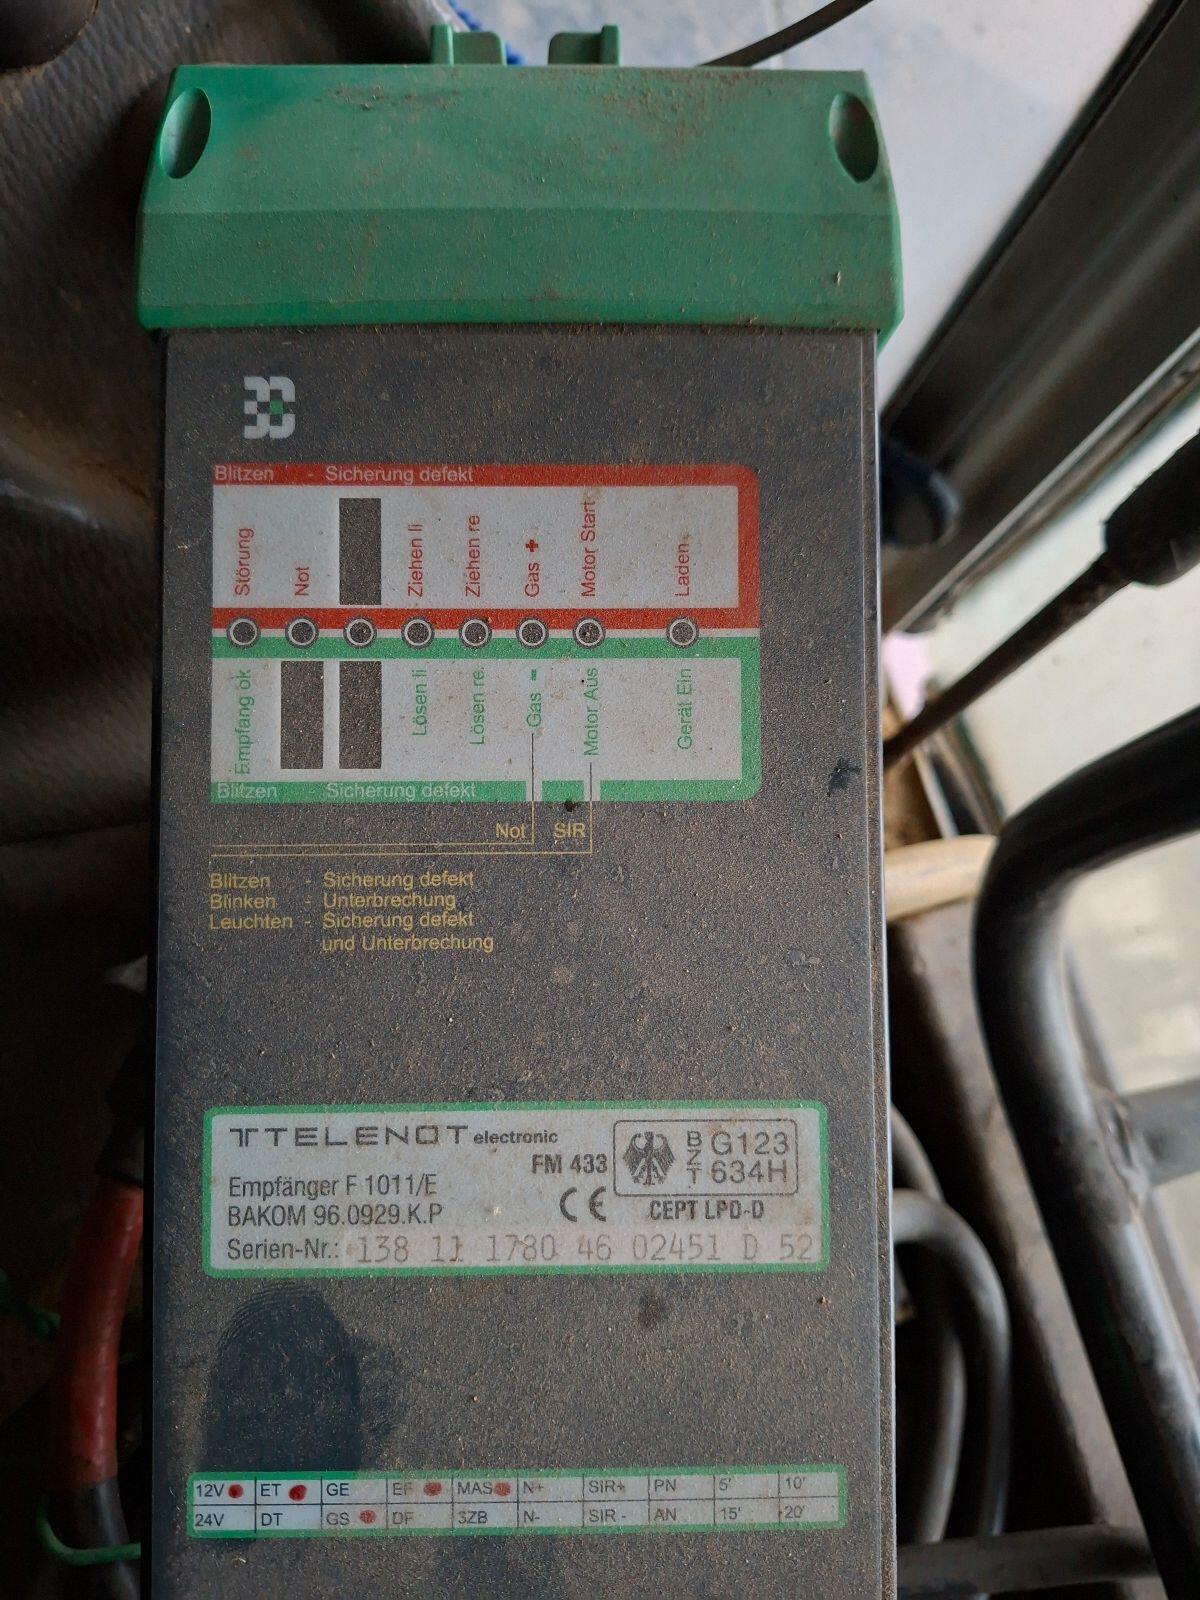 Blitzen - Sicherung defekt
Störung Not Ziehen li Ziehen re Gas + Motor Start Laden
Empfang ok Lösen li Lösen re Gas - Motor Aus Gerät Ein
Blitzen - Sicherung defekt
Not SIR
Blitzen - Sicherung defekt
Blinken - Unterbrechung
Leuchten - Sicherung defekt
und Unterbrechung
TELENOT electronic
FM 433
BZT G123 634H
Empfänger F 1011/E
BAKOM 96.0929.K.P
CE CEPT LPD-D
Serien-Nr.: 138 11 1780 46 02451 D 52
12V ET GE EF MAS N+ SIR+ PN 5' 10'
24V DT GS DF 3ZB N- SIR - AN 15' 20'